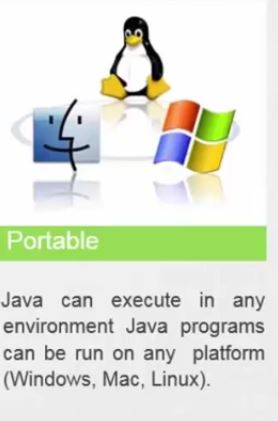 Portable
Java can execute in any
environment Java programs
can be run on any platform
(Windows, Mac, Linux).